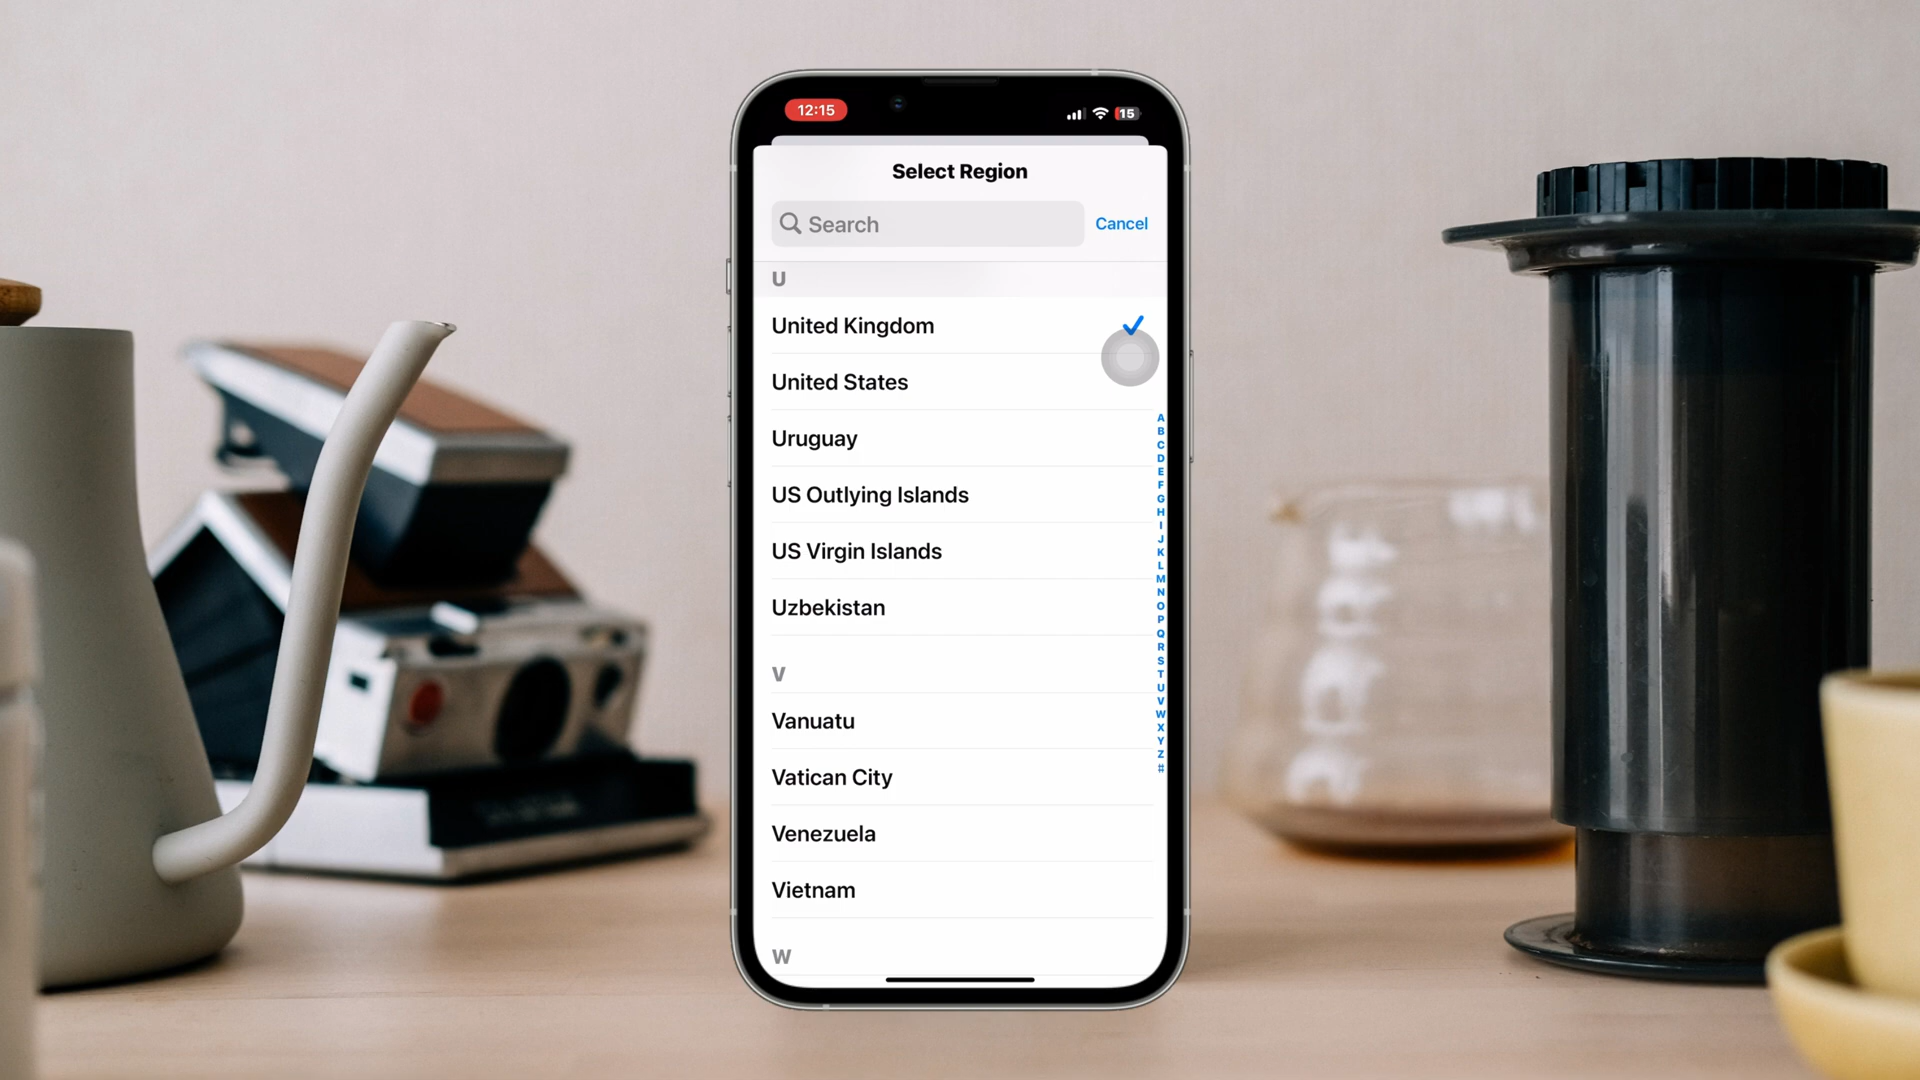 12:15
15
Select Region
Search
Cancel
U
United Kingdom
United States
Uruguay
US Outlying Islands
US Virgin Islands
Uzbekistan
V
Vanuatu
Vatican City
Venezuela
Vietnam
W
A
B
C
D
E
F
G
H
I
J
K
L
M
N
O
P
Q
R
S
T
U
V
W
X
Y
Z
#